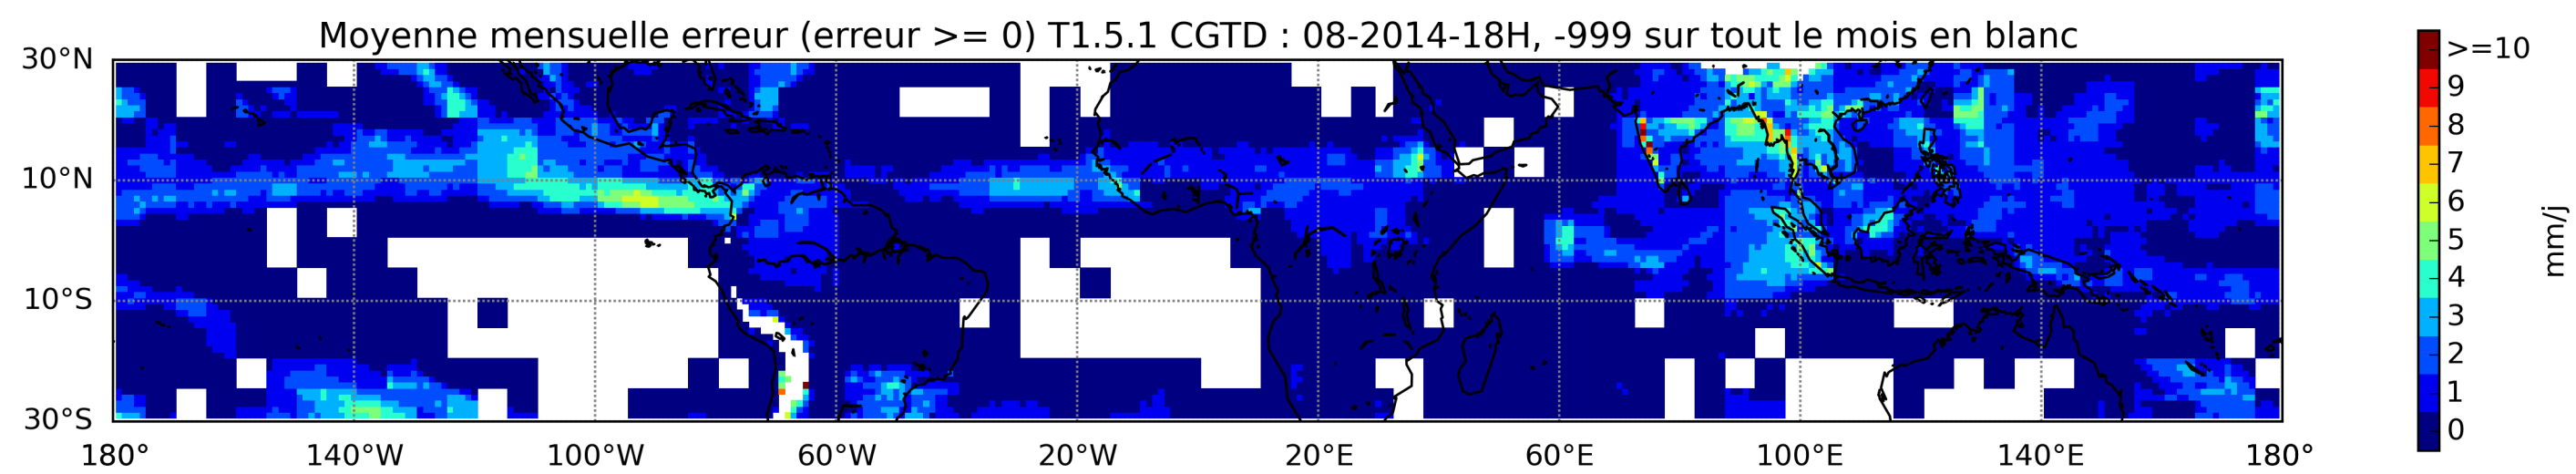 Moyenne mensuelle erreur (erreur >= 0) T1.5.1 CGTD : 08-2014-18H, -999 sur tout le mois en blanc
30°N
10°N
10°S
30°S
180° 140°W 100°W 60°W 20°W 20°E 60°E 100°E 140°E 180°
>=10
9
8
7
6
5
4
3
2
1
0
mm/j